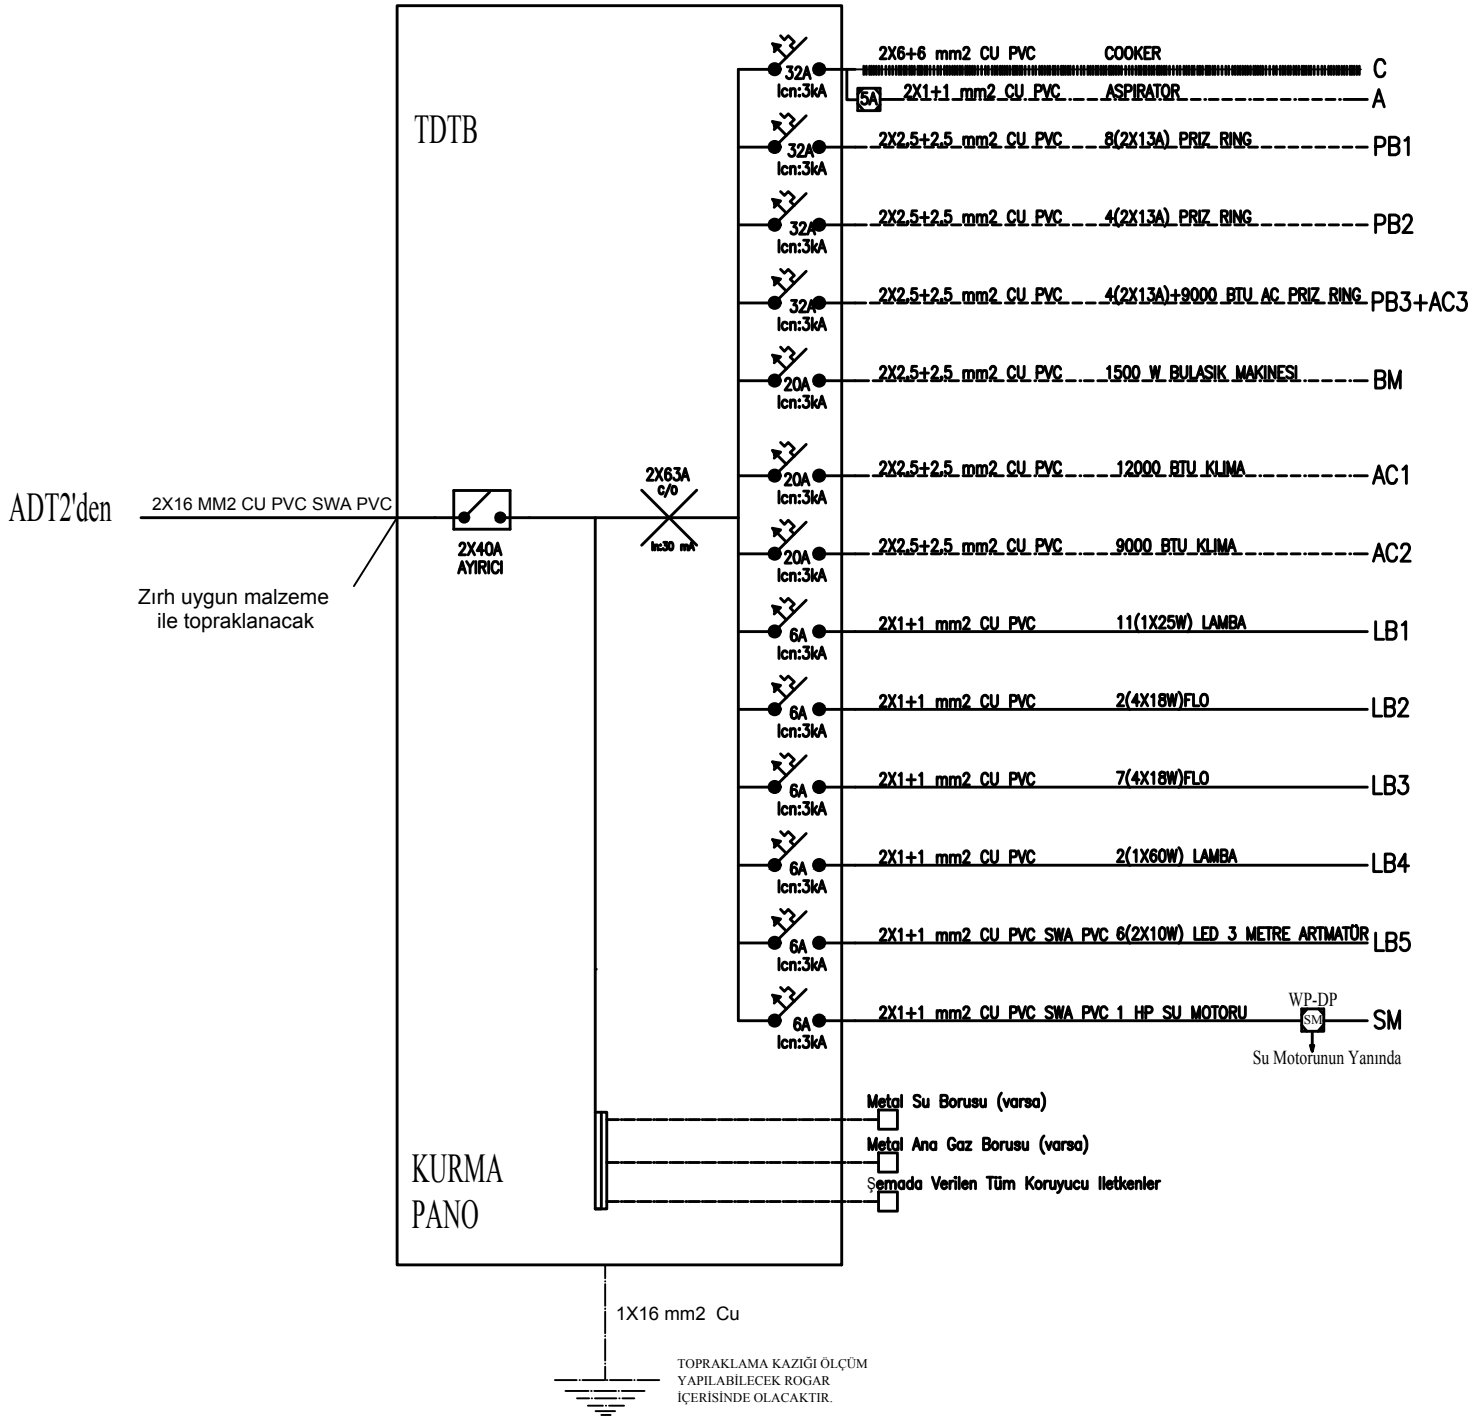 2X6+6 mm2 CU PVC COOKER
32A C
Icn:3kA
5A 2X1+1 mm2 CU PVC ASPIRATOR A
TDTB
2X2,5+2,5 mm2 CU PVC 8(2X13A) PRIZ RING PB1
32A
Icn:3kA
2X2,5+2,5 mm2 CU PVC 4(2X13A) PRIZ RING PB2
32A
Icn:3kA
2X2,5+2,5 mm2 CU PVC 4(2X13A)+9000 BTU AC PRIZ RING PB3+AC3
32A
Icn:3kA
2X2,5+2,5 mm2 CU PVC 1500 W BULASIK MAKINESI BM
20A
Icn:3kA
2X2,5+2,5 mm2 CU PVC 12000 BTU KLIMA AC1
20A
Icn:3kA
ADT2'den
2X16 MM2 CU PVC SWA PVC
2X40A
AYIRICI
2X63A
c/o
In:30 mA
Zırh uygun malzeme
ile topraklanacak
2X2,5+2,5 mm2 CU PVC 9000 BTU KLIMA AC2
20A
Icn:3kA
2X1+1 mm2 CU PVC 11(1X25W) LAMBA LB1
6A
Icn:3kA
2X1+1 mm2 CU PVC 2(4X18W)FLO LB2
6A
Icn:3kA
2X1+1 mm2 CU PVC 7(4X18W)FLO LB3
6A
Icn:3kA
2X1+1 mm2 CU PVC 2(1X60W) LAMBA LB4
6A
Icn:3kA
2X1+1 mm2 CU PVC SWA PVC 6(2X10W) LED 3 METRE ARTMATÜR LB5
6A
Icn:3kA
WP-DP
2X1+1 mm2 CU PVC SWA PVC 1 HP SU MOTORU SM SM
6A
Icn:3kA
Su Motorunun Yanında
Metal Su Borusu (varsa)
Metal Ana Gaz Borusu (varsa)
Şemada Verilen Tüm Koruyucu Iletkenler
KURMA
PANO
1X16 mm2 Cu
TOPRAKLAMA KAZIĞI ÖLÇÜM
YAPILABİLECEK ROGAR
İÇERİSİNDE OLACAKTIR.